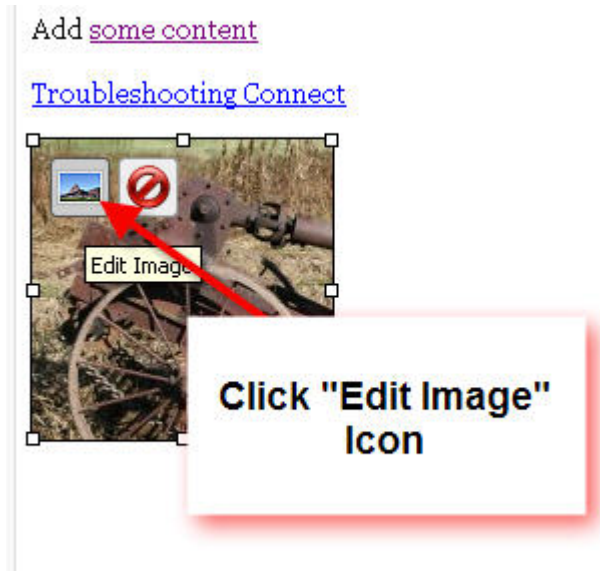 Add some content
Troubleshooting Connect
Edit Image
Click "Edit Image"
Icon